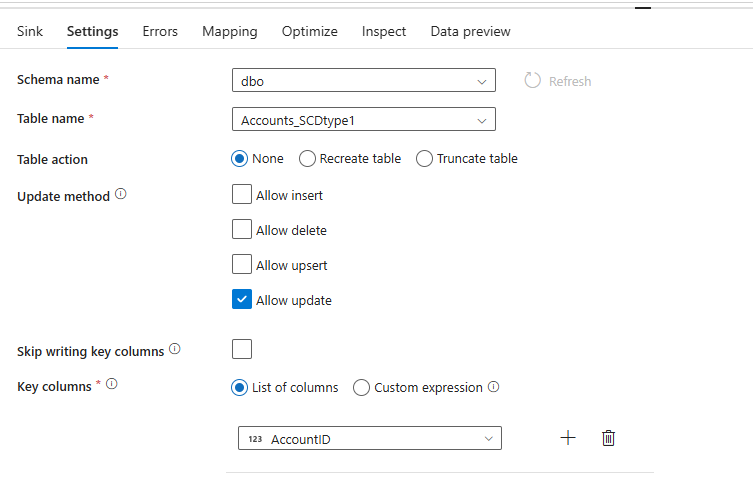 Sink Settings Errors Mapping Optimize Inspect Data preview
Schema name * dbo Refresh
Table name * Accounts_SCDtype1
Table action None Recreate table Truncate table
Update method Allow insert
Allow delete
Allow upsert
Allow update
Skip writing key columns
Key columns * List of columns Custom expression
123 AccountID